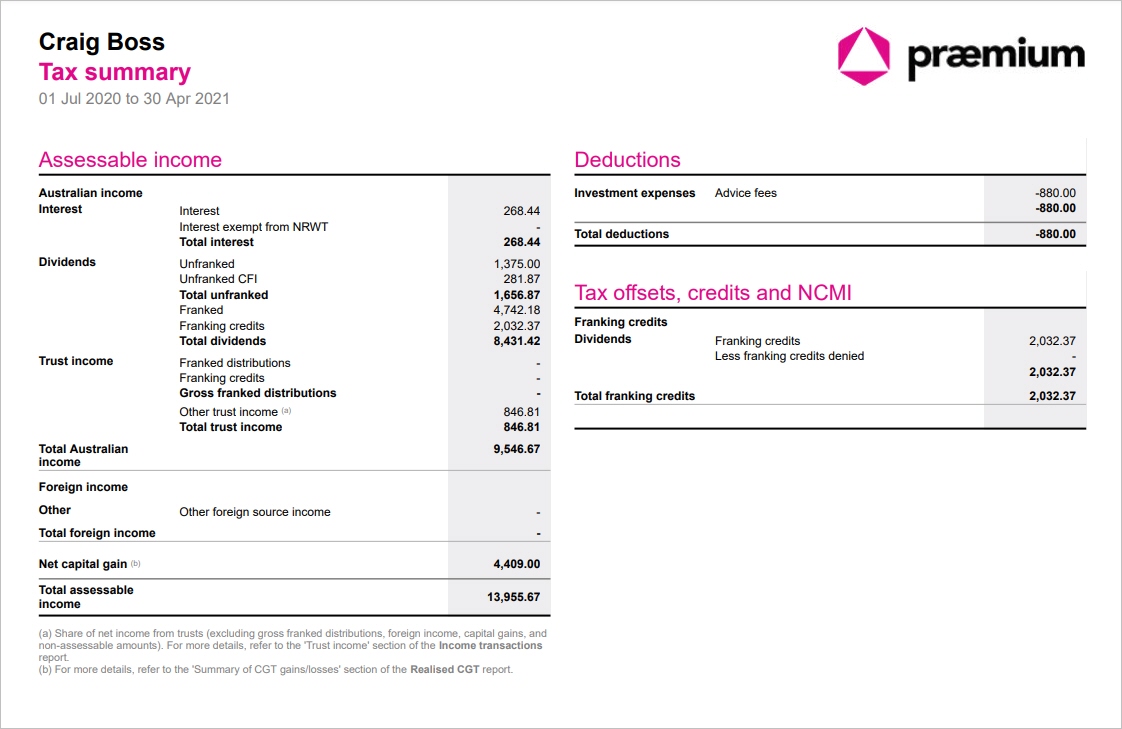 Craig Boss
Tax summary
01 Jul 2020 to 30 Apr 2021
præmium
Assessable income
Australian income
Interest Interest 268.44
Interest exempt from NRWT -
Total interest 268.44
Dividends Unfranked 1,375.00
Unfranked CFI 281.87
Total unfranked 1,656.87
Franked 4,742.18
Franking credits 2,032.37
Total dividends 8,431.42
Trust income Franked distributions -
Franking credits -
Gross franked distributions -
Other trust income (a) 846.81
Total trust income 846.81
Total Australian 9,546.67
income
Foreign income
Other Other foreign source income -
Total foreign income -
Net capital gain (b) 4,409.00
Total assessable
income 13,955.67
(a) Share of net income from trusts (excluding gross franked distributions, foreign income, capital gains, and
non-assessable amounts). For more details, refer to the 'Trust income' section of the Income transactions
report.
(b) For more details, refer to the 'Summary of CGT gains/losses' section of the Realised CGT report.
Deductions
Investment expenses Advice fees -880.00
-880.00
Total deductions -880.00
Tax offsets, credits and NCMI
Franking credits
Dividends Franking credits 2,032.37
Less franking credits denied -
2,032.37
Total franking credits 2,032.37